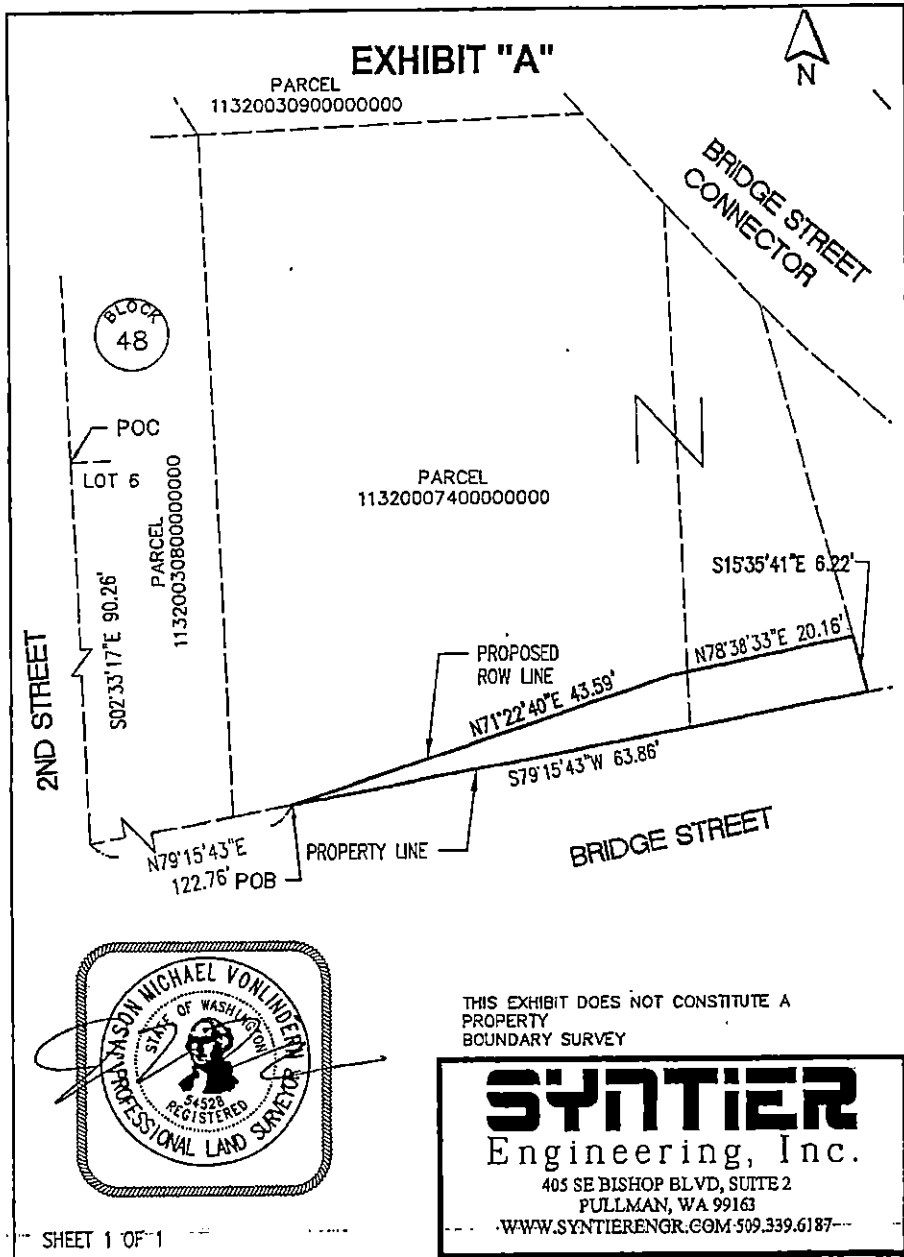 EXHIBIT "A"
N
PARCEL
11320030900000000
BRIDGE STREET
CONNECTOR
BLOCK
48
POC
LOT 6
PARCEL
11320030800000000
PARCEL
11320007400000000
S02°33'17"E 90.26'
2ND STREET
S15°35'41"E 6.22'
PROPOSED
ROW LINE
N78°38'33"E 20.16'
N71°22'40"E 43.59'
S79°15'43"W 63.86'
N79°15'43"E
122.76'
POB
PROPERTY LINE
BRIDGE STREET
JASON MICHAEL VONLINDERN
STATE OF WASHINGTON
54528
REGISTERED
PROFESSIONAL LAND SURVEYOR
THIS EXHIBIT DOES NOT CONSTITUTE A
PROPERTY
BOUNDARY SURVEY
SYNTIER
Engineering, Inc.
405 SE BISHOP BLVD, SUITE 2
PULLMAN, WA 99163
WWW.SYNTIERENGR.COM 509.339.6187
SHEET 1 OF 1